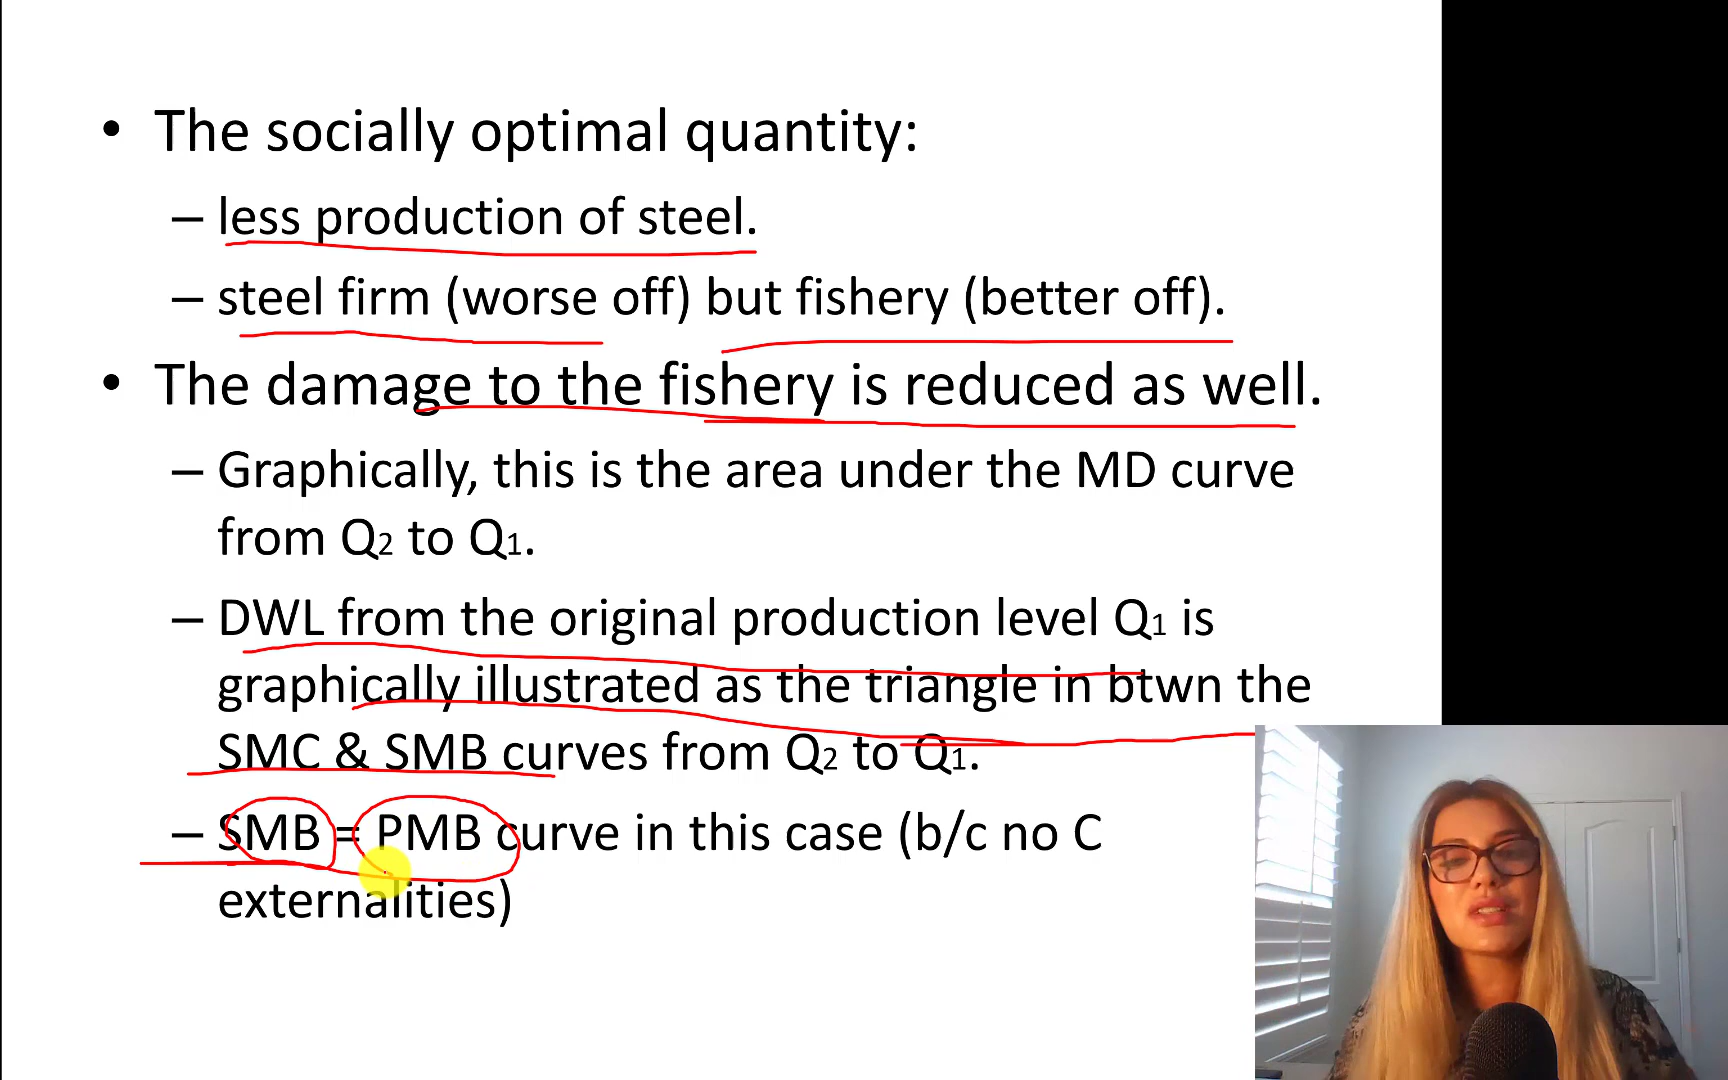 • The socially optimal quantity:
– less production of steel.
– steel firm (worse off) but fishery (better off).
• The damage to the fishery is reduced as well.
– Graphically, this is the area under the MD curve
from Q2 to Q1.
– DWL from the original production level Q1 is
graphically illustrated as the triangle in btwn the
SMC & SMB curves from Q2 to Q1.
– SMB = PMB curve in this case (b/c no C
externalities)